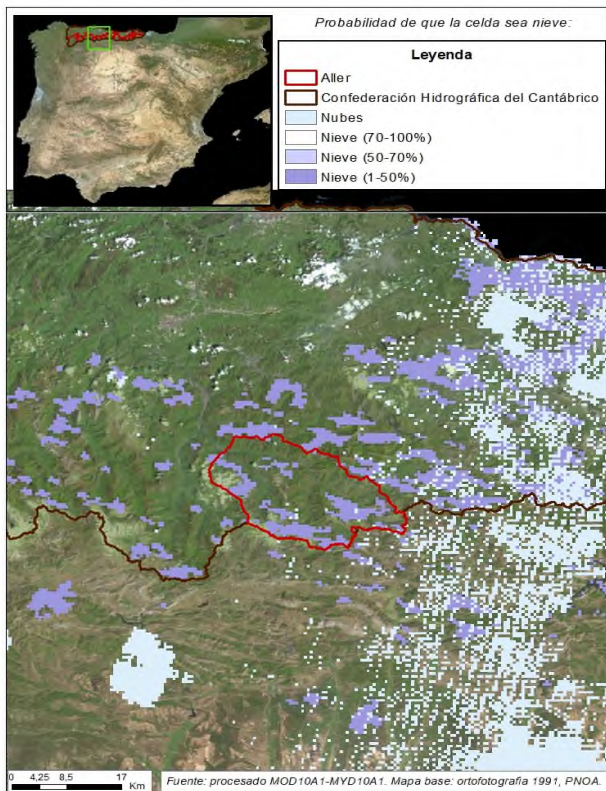 Probabilidad de que la celda sea nieve:
Leyenda
Aller
Confederación Hidrográfica del Cantábrico
Nubes
Nieve (70-100%)
Nieve (50-70%)
Nieve (1-50%)
0 4,25 8,5 17
Km
Fuente: procesado MOD10A1-MYD10A1. Mapa base: ortofotografia 1991, PNOA.